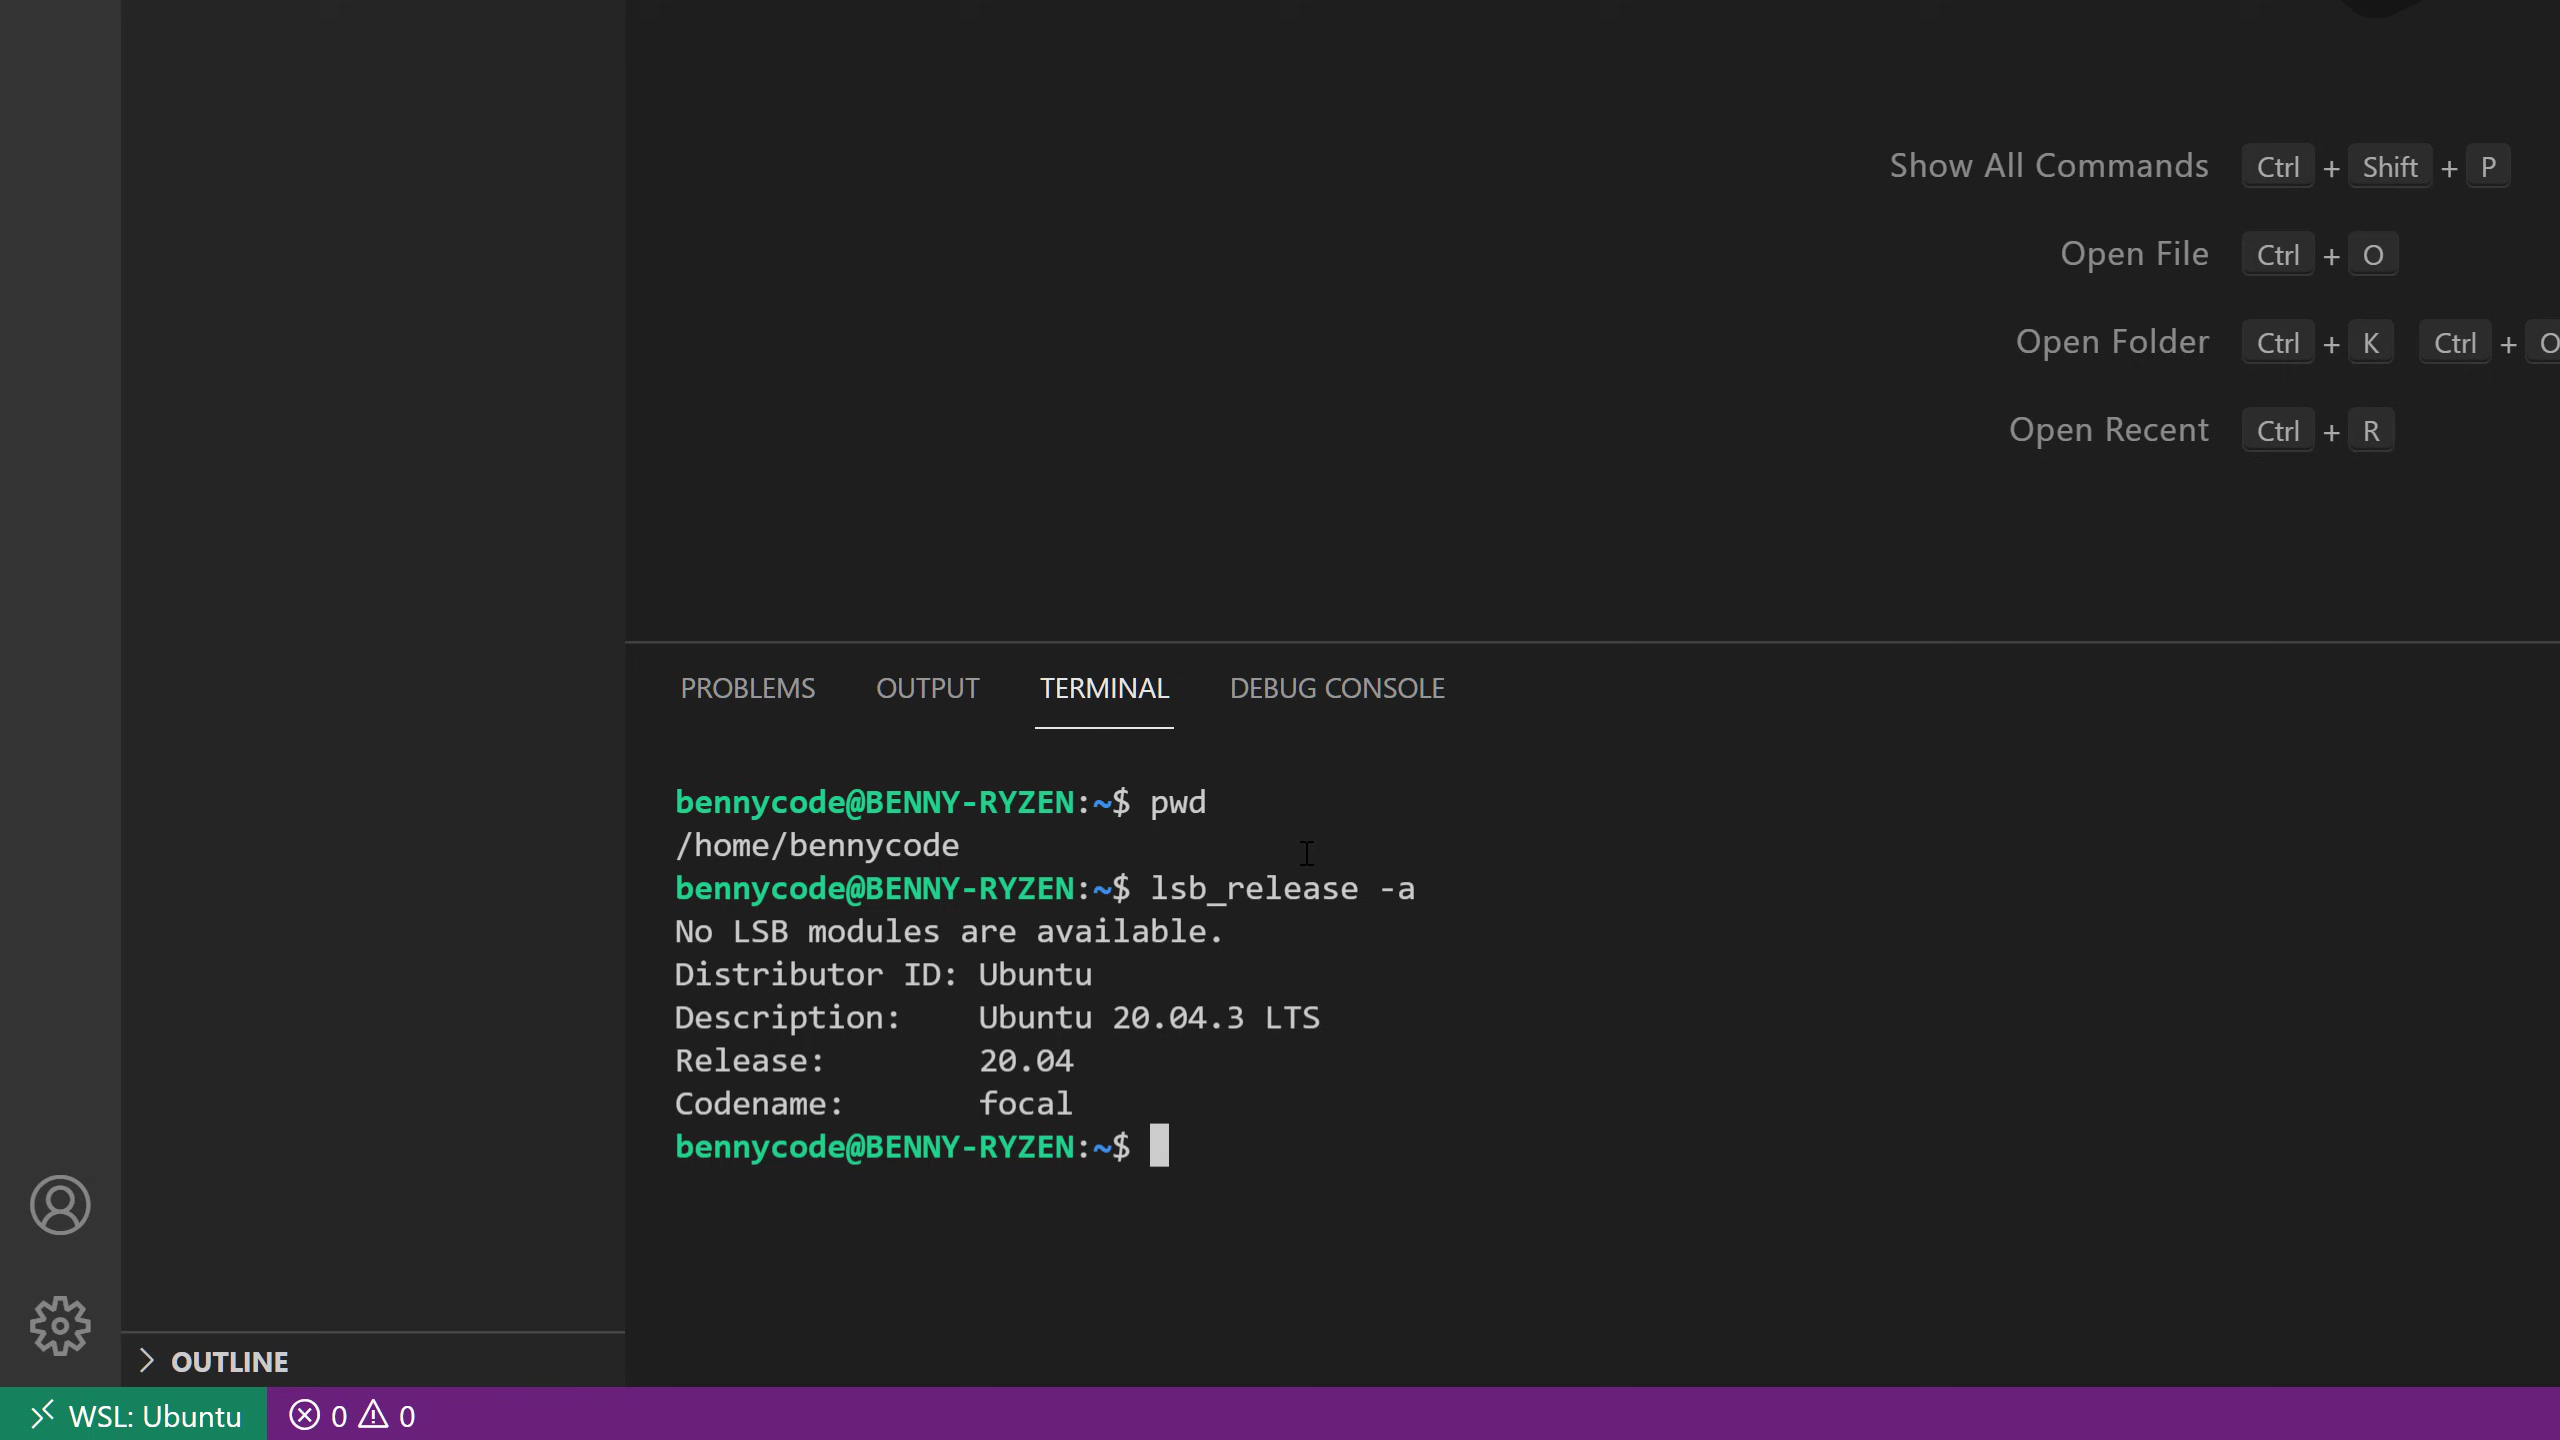 Show All Commands Ctrl + Shift + P
Open File Ctrl + O
Open Folder Ctrl + K Ctrl + O
Open Recent Ctrl + R
PROBLEMS OUTPUT TERMINAL DEBUG CONSOLE
bennycode@BENNY-RYZEN:~$ pwd
/home/bennycode
bennycode@BENNY-RYZEN:~$ lsb_release -a
No LSB modules are available.
Distributor ID: Ubuntu
Description:    Ubuntu 20.04.3 LTS
Release:        20.04
Codename:       focal
bennycode@BENNY-RYZEN:~$
OUTLINE
WSL: Ubuntu 0 0